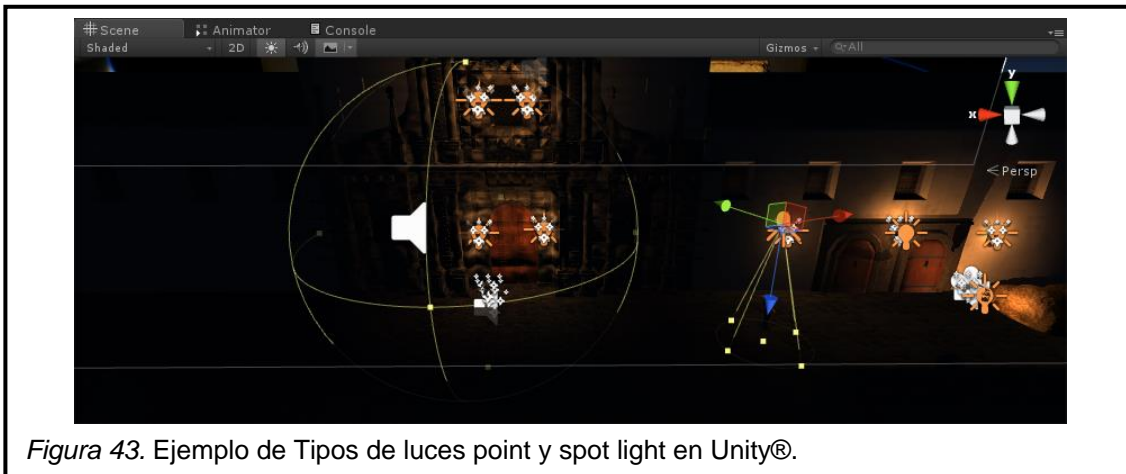 Scene Animator Console
Shaded 2D Gizmos All
y
x
Persp
Figura 43. Ejemplo de Tipos de luces point y spot light en Unity®.